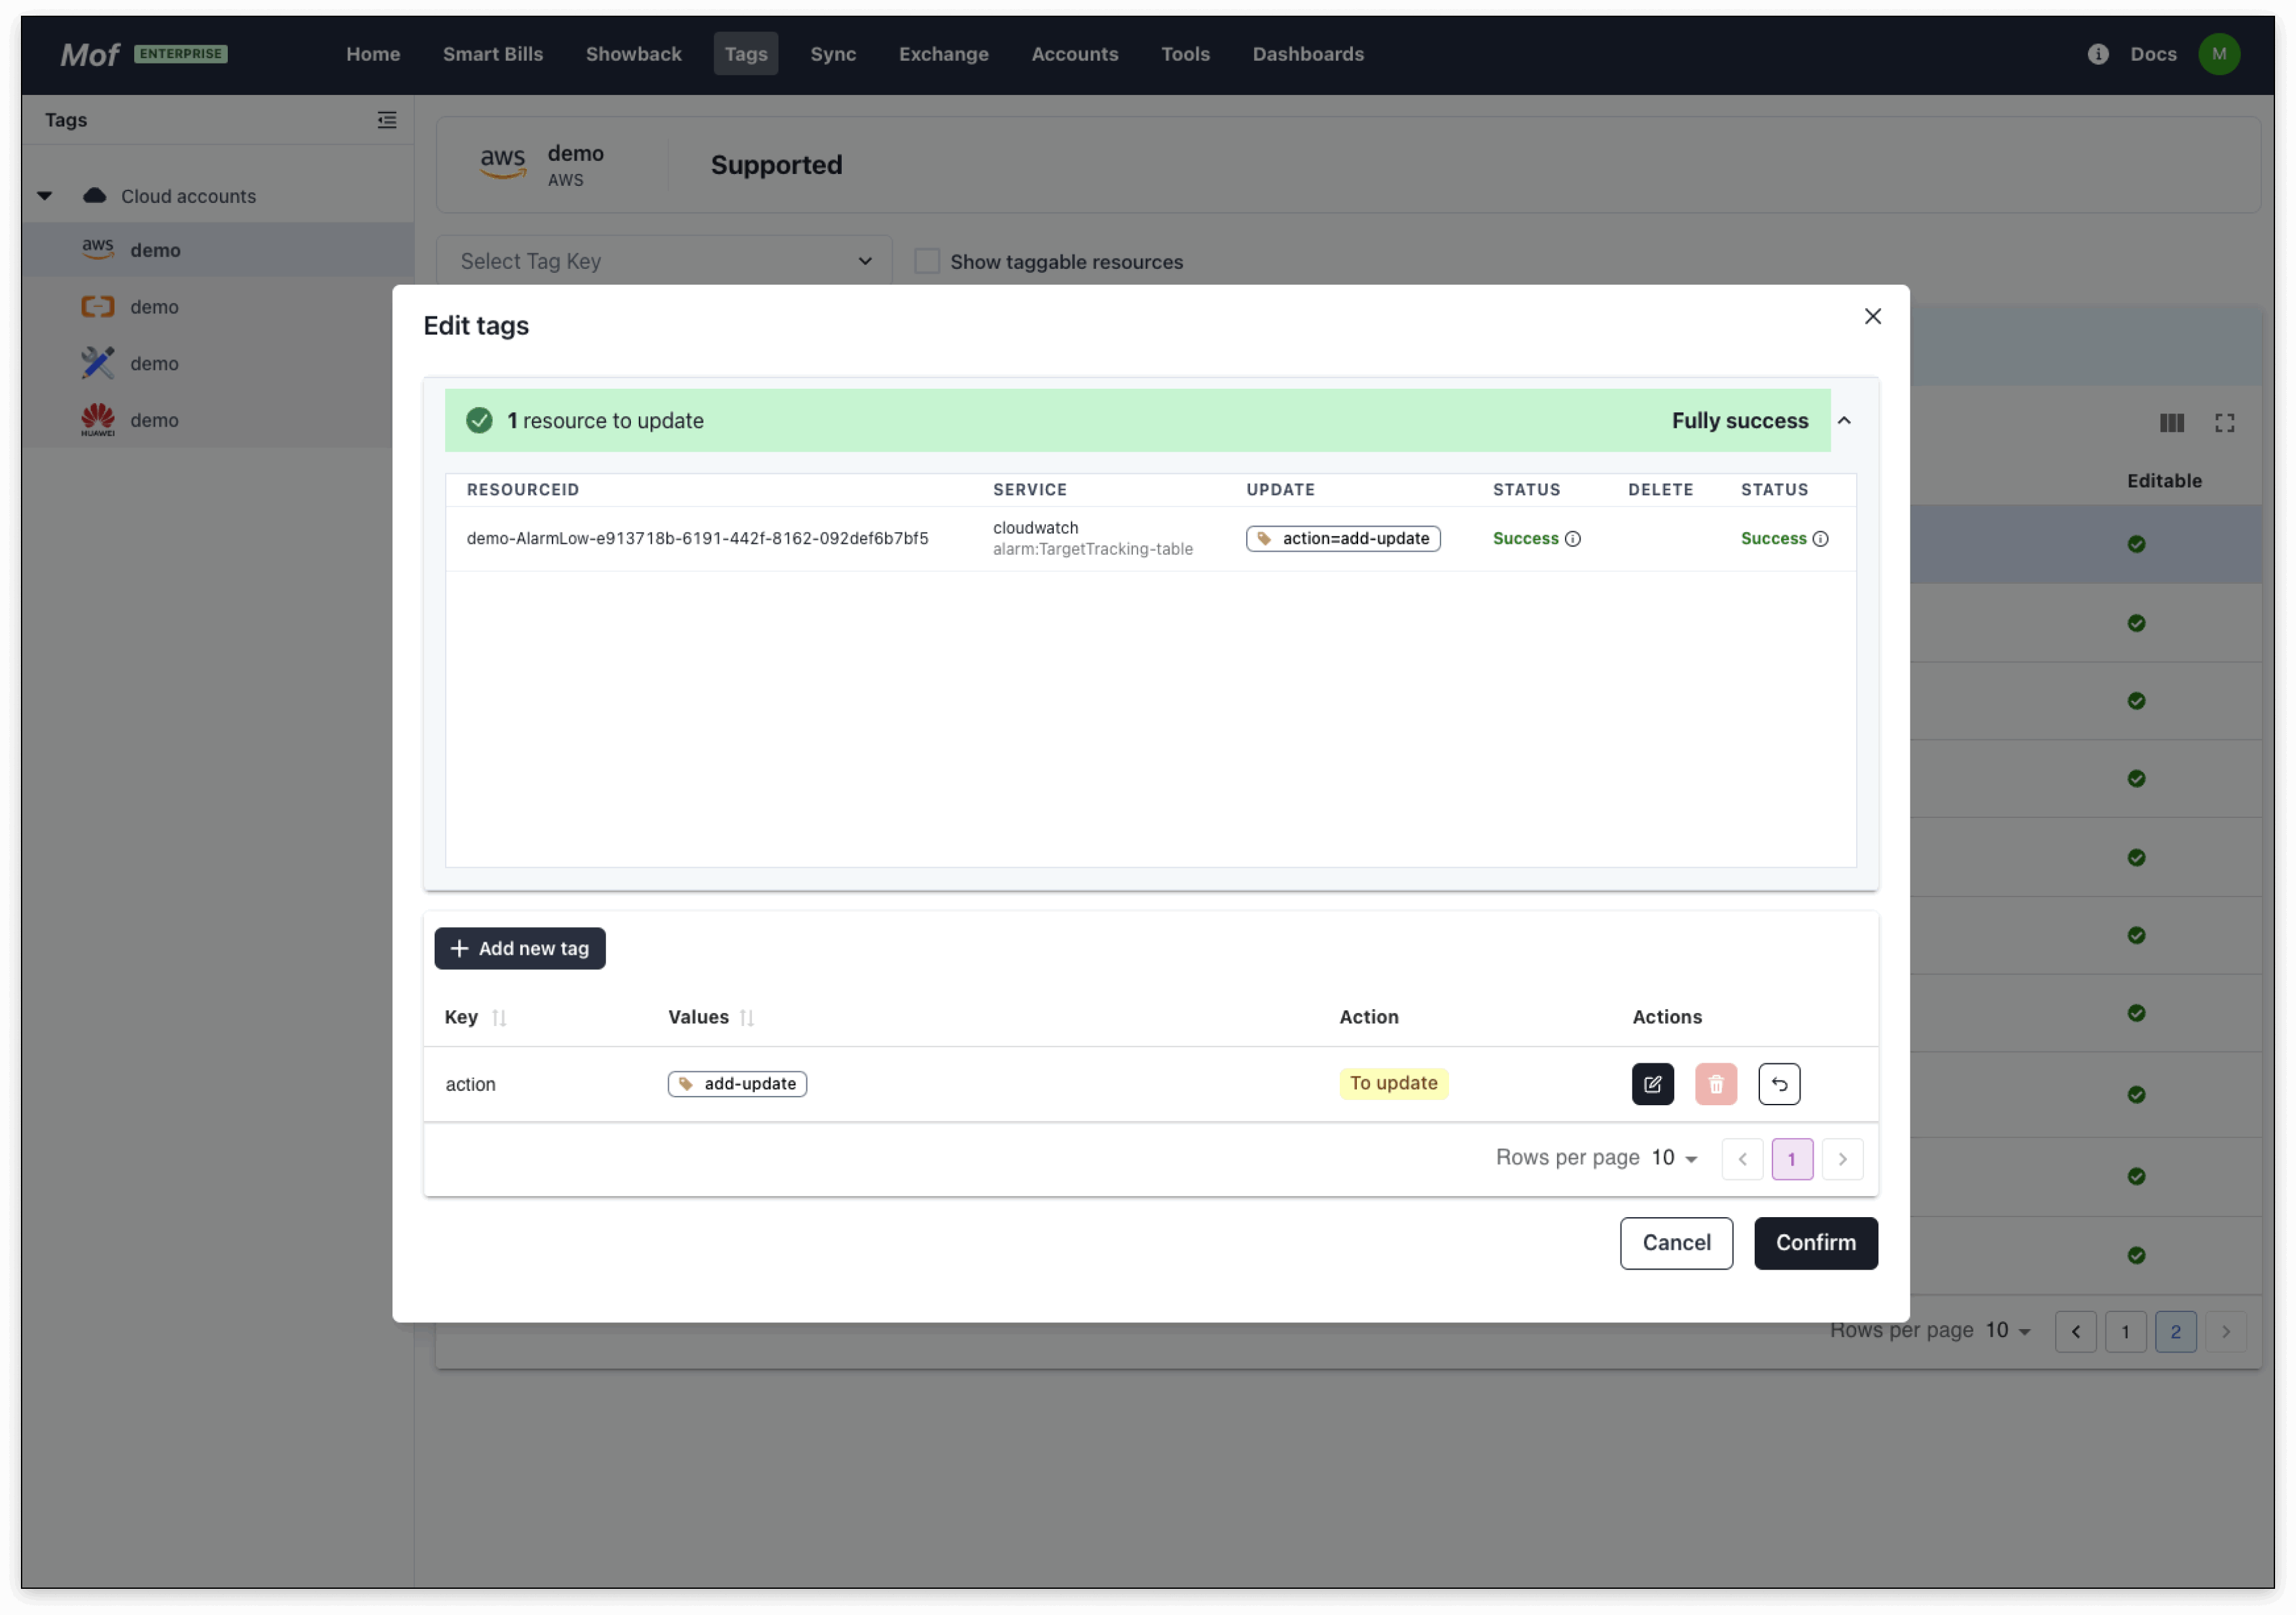 Mof ENTERPRISE Home Smart Bills Showback Tags Sync Exchange Accounts Tools Dashboards Docs M
Tags
Cloud accounts
aws demo
demo
demo
HUAWEI demo
aws demo
AWS
Supported
Select Tag Key
Show taggable resources
Editable
Edit tags
1 resource to update Fully success
RESOURCEID SERVICE UPDATE STATUS DELETE STATUS
demo-AlarmLow-e913718b-6191-442f-8162-092def6b7bf5 cloudwatch action=add-update Success Success
alarm:TargetTracking-table
Add new tag
Key Values Action Actions
action add-update To update
Rows per page 10 1
Cancel Confirm
Rows per page 10 1 2